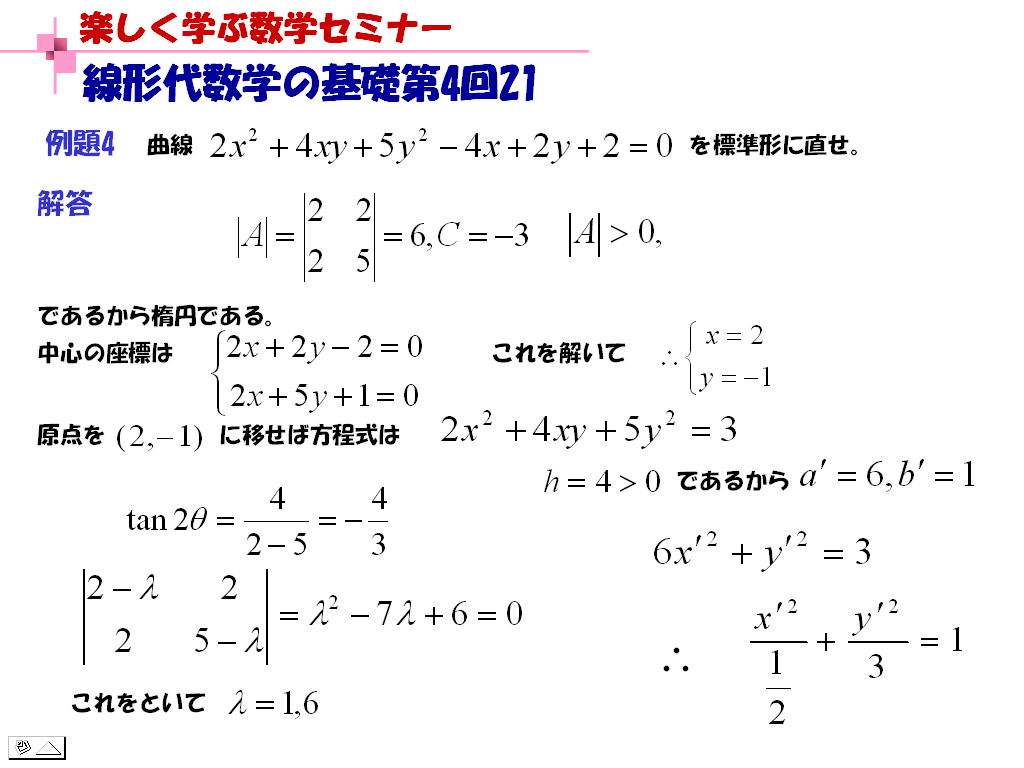 楽しく学ぶ数学セミナー
線形代数学の基礎第4回21
例題4 曲線 2x² + 4xy + 5y² − 4x + 2y + 2 = 0 を標準形に直せ。
解答
|A| = |2 2; 2 5| = 6, C = −3 |A| > 0,
であるから楕円である。
中心の座標は {2x + 2y − 2 = 0; 2x + 5y + 1 = 0 これを解いて ∴ {x = 2; y = −1
原点を (2, −1) に移せば方程式は 2x² + 4xy + 5y² = 3
h = 4 > 0 であるから a′ = 6, b′ = 1
tan 2θ = 4/(2 − 5) = −4/3
6x′² + y′² = 3
|2 − λ 2; 2 5 − λ| = λ² − 7λ + 6 = 0
∴ x′²/(1/2) + y′²/3 = 1
これをといて λ = 1,6